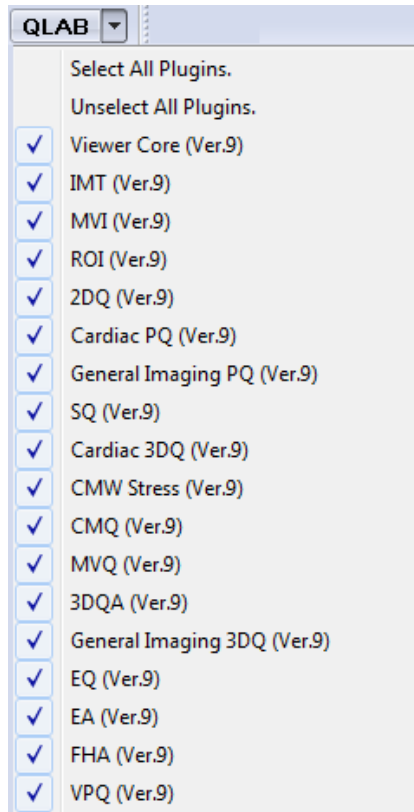 QLAB
Select All Plugins.
Unselect All Plugins.
Viewer Core (Ver.9)
IMT (Ver.9)
MVI (Ver.9)
ROI (Ver.9)
2DQ (Ver.9)
Cardiac PQ (Ver.9)
General Imaging PQ (Ver.9)
SQ (Ver.9)
Cardiac 3DQ (Ver.9)
CMW Stress (Ver.9)
CMQ (Ver.9)
MVQ (Ver.9)
3DQA (Ver.9)
General Imaging 3DQ (Ver.9)
EQ (Ver.9)
EA (Ver.9)
FHA (Ver.9)
VPQ (Ver.9)